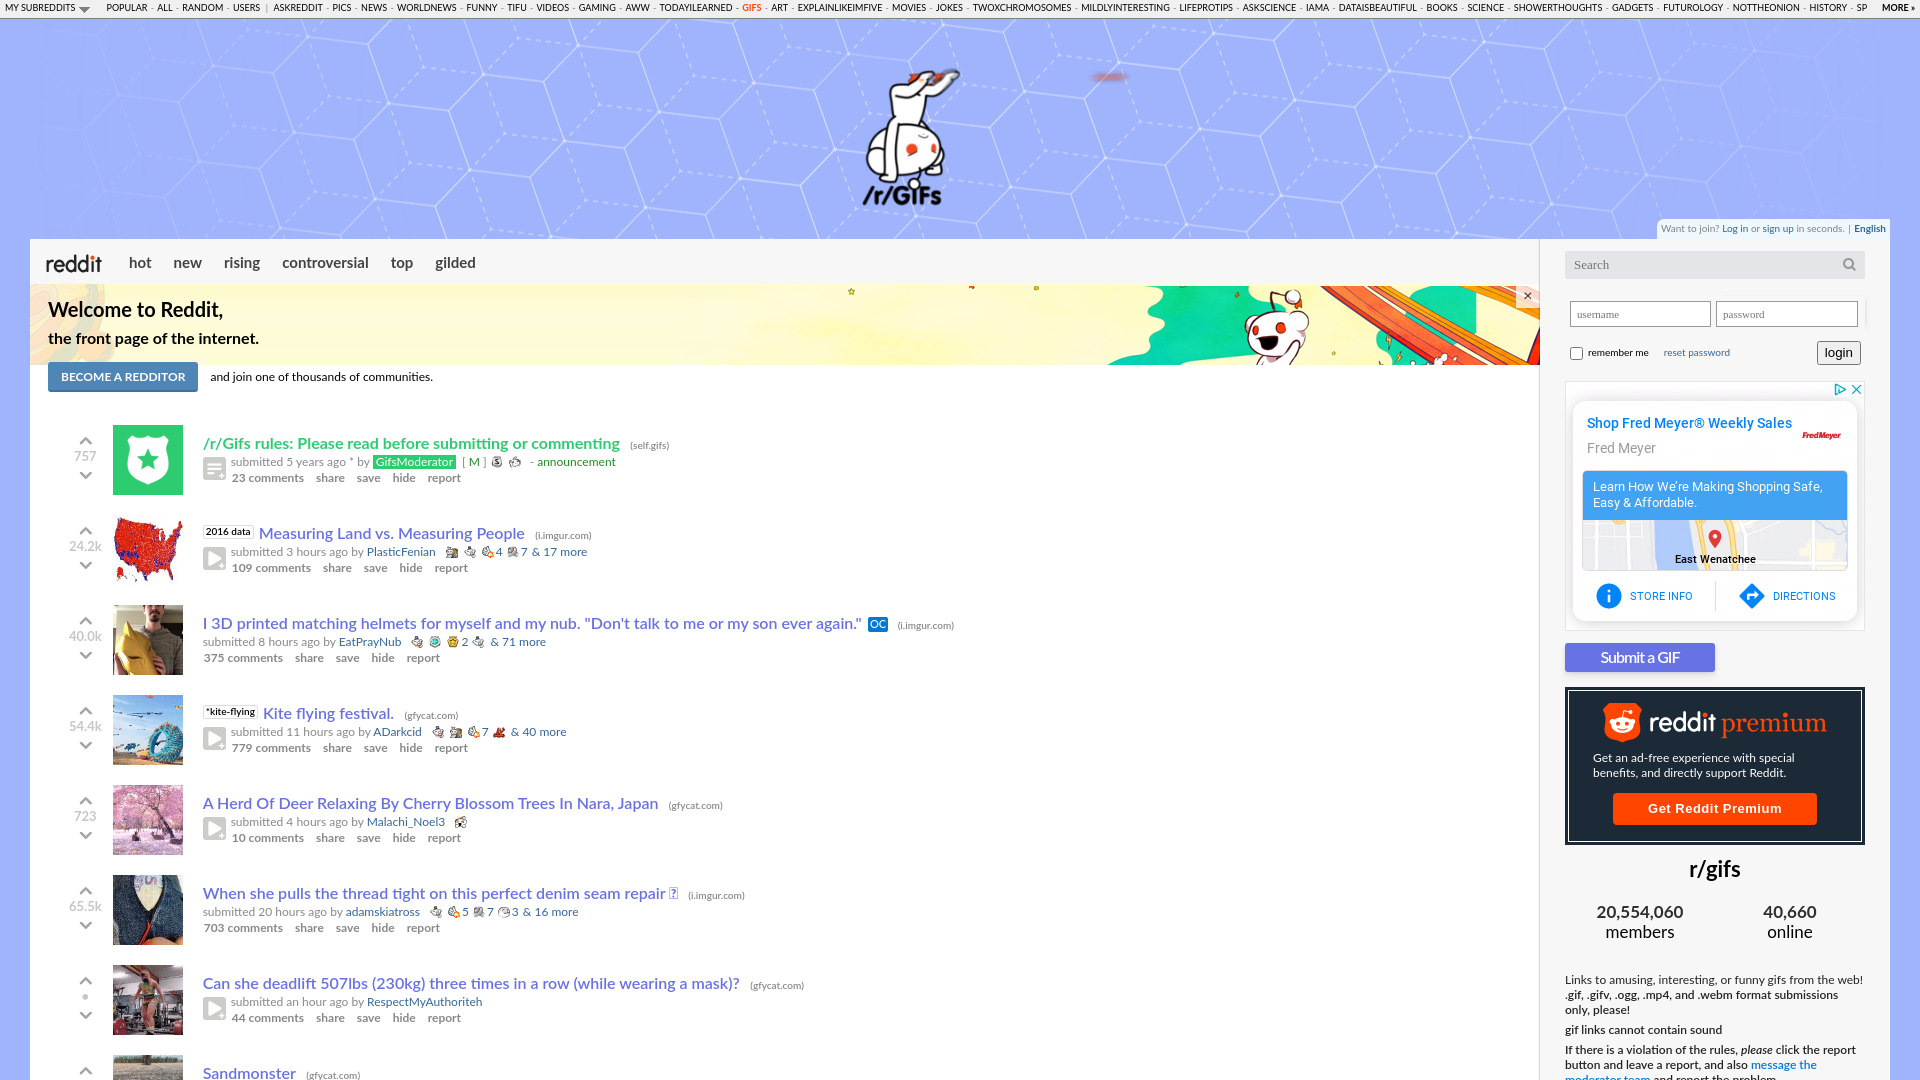 MY SUBREDDITS
POPULAR - ALL - RANDOM - USERS | ASKREDDIT - PICS - NEWS - WORLDNEWS - FUNNY - TIFU - VIDEOS - GAMING - AWW - TODAYILEARNED - GIFS - ART - EXPLAINLIKEIMFIVE - MOVIES - JOKES - TWOXCHROMOSOMES - MILDLYINTERESTING - LIFEPROTIPS - ASKSCIENCE - IAMA - DATAISBEAUTIFUL - BOOKS - SCIENCE - SHOWERTHOUGHTS - GADGETS - FUTUROLOGY - NOTTHEONION - HISTORY - SP
MORE »
/r/GIFs
Want to join? Log in or sign up in seconds. | English
reddit hot new rising controversial top gilded
Welcome to Reddit,
the front page of the internet.
BECOME A REDDITOR and join one of thousands of communities.
757
/r/Gifs rules: Please read before submitting or commenting (self.gifs)
submitted 5 years ago * by GifsModerator [ M ] - announcement
23 comments share save hide report
24.2k
2016 data Measuring Land vs. Measuring People (i.imgur.com)
submitted 3 hours ago by PlasticFenian 4 7 & 17 more
109 comments share save hide report
40.0k
I 3D printed matching helmets for myself and my nub. "Don't talk to me or my son ever again." OC (i.imgur.com)
submitted 8 hours ago by EatPrayNub 2 & 71 more
375 comments share save hide report
54.4k
*kite-flying Kite flying festival. (gfycat.com)
submitted 11 hours ago by ADarkcid 7 & 40 more
779 comments share save hide report
723
A Herd Of Deer Relaxing By Cherry Blossom Trees In Nara, Japan (gfycat.com)
submitted 4 hours ago by Malachi_Noel3
10 comments share save hide report
65.5k
When she pulls the thread tight on this perfect denim seam repair (i.imgur.com)
submitted 20 hours ago by adamskiatross 5 7 3 & 16 more
703 comments share save hide report
•
Can she deadlift 507lbs (230kg) three times in a row (while wearing a mask)? (gfycat.com)
submitted an hour ago by RespectMyAuthoriteh
44 comments share save hide report
Sandmonster (gfycat.com)
Search
username password
remember me reset password login
Shop Fred Meyer® Weekly Sales
Fred Meyer
FredMeyer
Learn How We're Making Shopping Safe,
Easy & Affordable.
East Wenatchee
STORE INFO DIRECTIONS
Submit a GIF
reddit premium
Get an ad-free experience with special
benefits, and directly support Reddit.
Get Reddit Premium
r/gifs
20,554,060 40,660
members online
Links to amusing, interesting, or funny gifs from the web!
.gif, .gifv, .ogg, .mp4, and .webm format submissions
only, please!
gif links cannot contain sound
If there is a violation of the rules, please click the report
button and leave a report, and also message the
moderator team and report the problem.